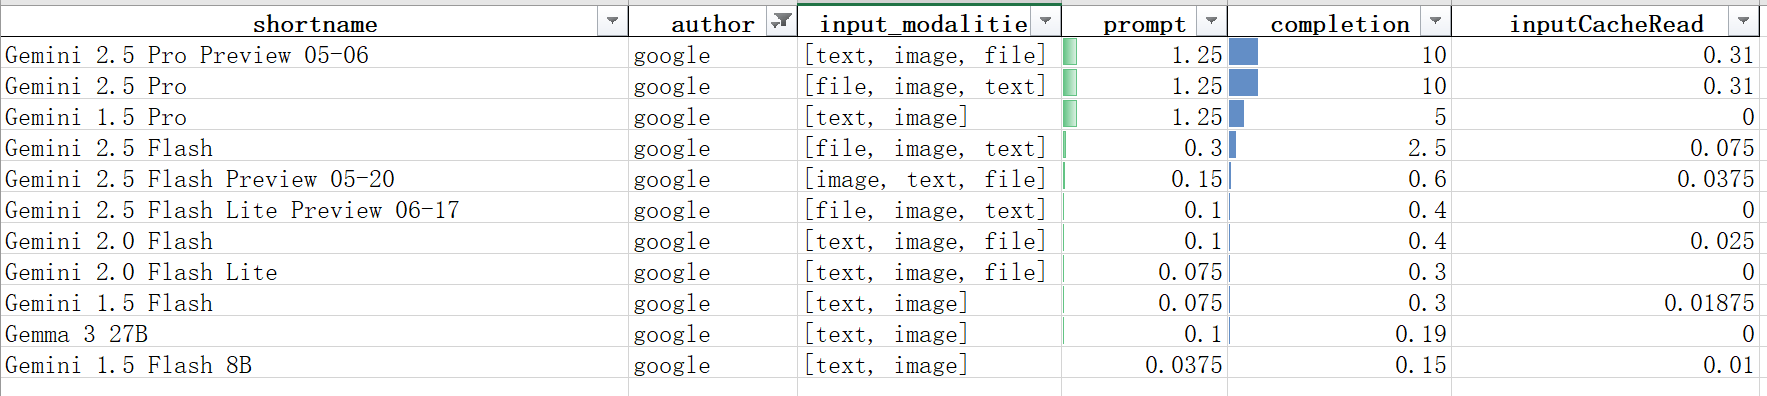 shortname author input_modalitie prompt completion inputCacheRead
Gemini 2.5 Pro Preview 05-06 google [text, image, file] 1.25 10 0.31
Gemini 2.5 Pro google [file, image, text] 1.25 10 0.31
Gemini 1.5 Pro google [text, image] 1.25 5 0
Gemini 2.5 Flash google [file, image, text] 0.3 2.5 0.075
Gemini 2.5 Flash Preview 05-20 google [image, text, file] 0.15 0.6 0.0375
Gemini 2.5 Flash Lite Preview 06-17 google [file, image, text] 0.1 0.4 0
Gemini 2.0 Flash google [text, image, file] 0.1 0.4 0.025
Gemini 2.0 Flash Lite google [text, image, file] 0.075 0.3 0
Gemini 1.5 Flash google [text, image] 0.075 0.3 0.01875
Gemma 3 27B google [text, image] 0.1 0.19 0
Gemini 1.5 Flash 8B google [text, image] 0.0375 0.15 0.01